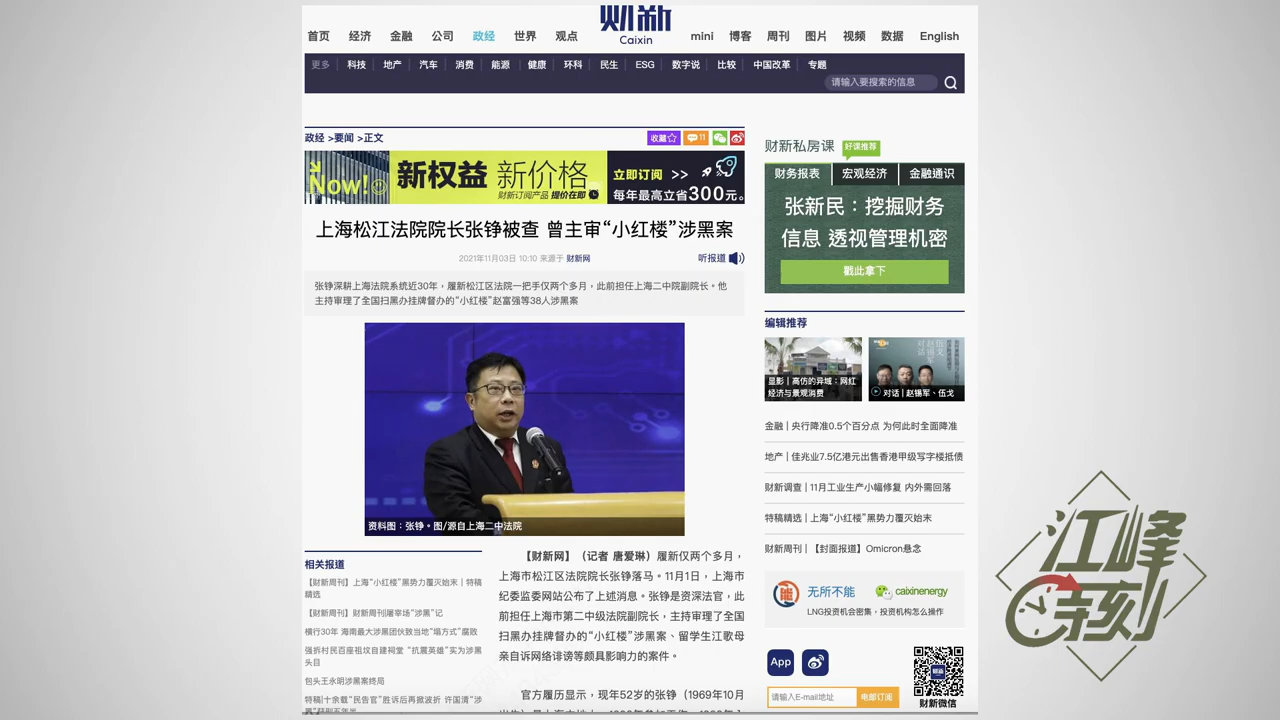 财新
Caixin
首页 经济 金融 公司 政经 世界 观点 mini 博客 周刊 图片 视频 数据 English
更多 科技 地产 汽车 消费 能源 健康 环科 民生 ESG 数字说 比较 中国改革 专题
请输入要搜索的信息
政经 >要闻 >正文
收藏 11
Now!
新权益 新价格
财新订阅产品 提价在即
立即订阅 >>
每年最高立省300元。
上海松江法院院长张铮被查 曾主审“小红楼”涉黑案
2021年11月03日 10:10 来源于 财新网
听报道
张铮深耕上海法院系统近30年，履新松江区法院一把手仅两个多月，此前担任上海二中院副院长。他
主持审理了全国扫黑办挂牌督办的“小红楼”赵富强等38人涉黑案
资料图：张铮。图/源自上海二中法院
相关报道
【财新周刊】上海“小红楼”黑势力覆灭始末｜特稿
精选
【财新周刊】财新周刊屠宰场“涉黑”记
横行30年 海南最大涉黑团伙致当地“塌方式”腐败
强拆村民百座祖坟自建祠堂 “抗震英雄”实为涉黑
头目
包头王永明涉黑案终局
特稿|十余载“民告官”胜诉后再掀波折 许国清“涉
【财新网】（记者 唐爱琳）履新仅两个多月，
上海市松江区法院院长张铮落马。11月1日，上海市
纪委监委网站公布了上述消息。张铮是资深法官，此
前担任上海市第二中级法院副院长，主持审理了全国
扫黑办挂牌督办的“小红楼”涉黑案、留学生江歌母
亲自诉网络诽谤等颇具影响力的案件。
官方履历显示，现年52岁的张铮（1969年10月
财新私房课 好课推荐
财务报表 宏观经济 金融通识
张新民：挖掘财务
信息 透视管理机密
戳此拿下
编辑推荐
显影｜高仿的异域：网红
经济与景观消费
对话｜赵锡军、伍戈
金融｜央行降准0.5个百分点 为何此时全面降准
地产｜佳兆业7.5亿港元出售香港甲级写字楼抵债
财新调查｜11月工业生产小幅修复 内外需回落
特稿精选｜上海“小红楼”黑势力覆灭始末
财新周刊｜【封面报道】Omicron悬念
无所不能 caixinenergy
LNG投资机会密集，投资机构怎么操作
App
请输入E-mail地址 电邮订阅
财新微信
江峰
时刻